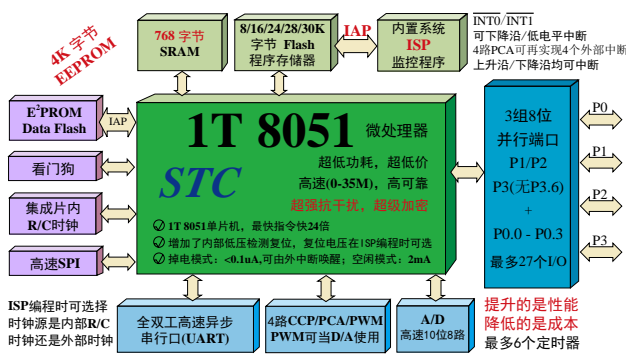 4K 字节
EEPROM
768 字节
SRAM
8/16/24/28/30K
字节 Flash
程序存储器
IAP
内置系统
ISP
监控程序
INT0/INT1
可下降沿/低电平中断
4路PCA可再实现4个外部中断
上升沿/下降沿均可中断
E²PROM
Data Flash
IAP
看门狗
集成片内
R/C时钟
高速SPI
1T 8051 微处理器
STC
超低功耗，超低价
高速(0-35M)，高可靠
超强抗干扰，超级加密
1T 8051单片机，最快指令快24倍
增加了内部低压检测复位，复位电压在ISP编程时可选
掉电模式：<0.1uA,可由外中断唤醒；空闲模式：2mA
3组8位
并行端口
P1/P2
P3(无P3.6)
+
P0.0 - P0.3
最多27个I/O
P0
P1
P2
P3
ISP编程时可选择
时钟源是内部R/C
时钟还是外部时钟
全双工高速异步
串行口(UART)
4路CCP/PCA/PWM
PWM可当D/A使用
A/D
高速10位8路
提升的是性能
降低的是成本
最多6个定时器